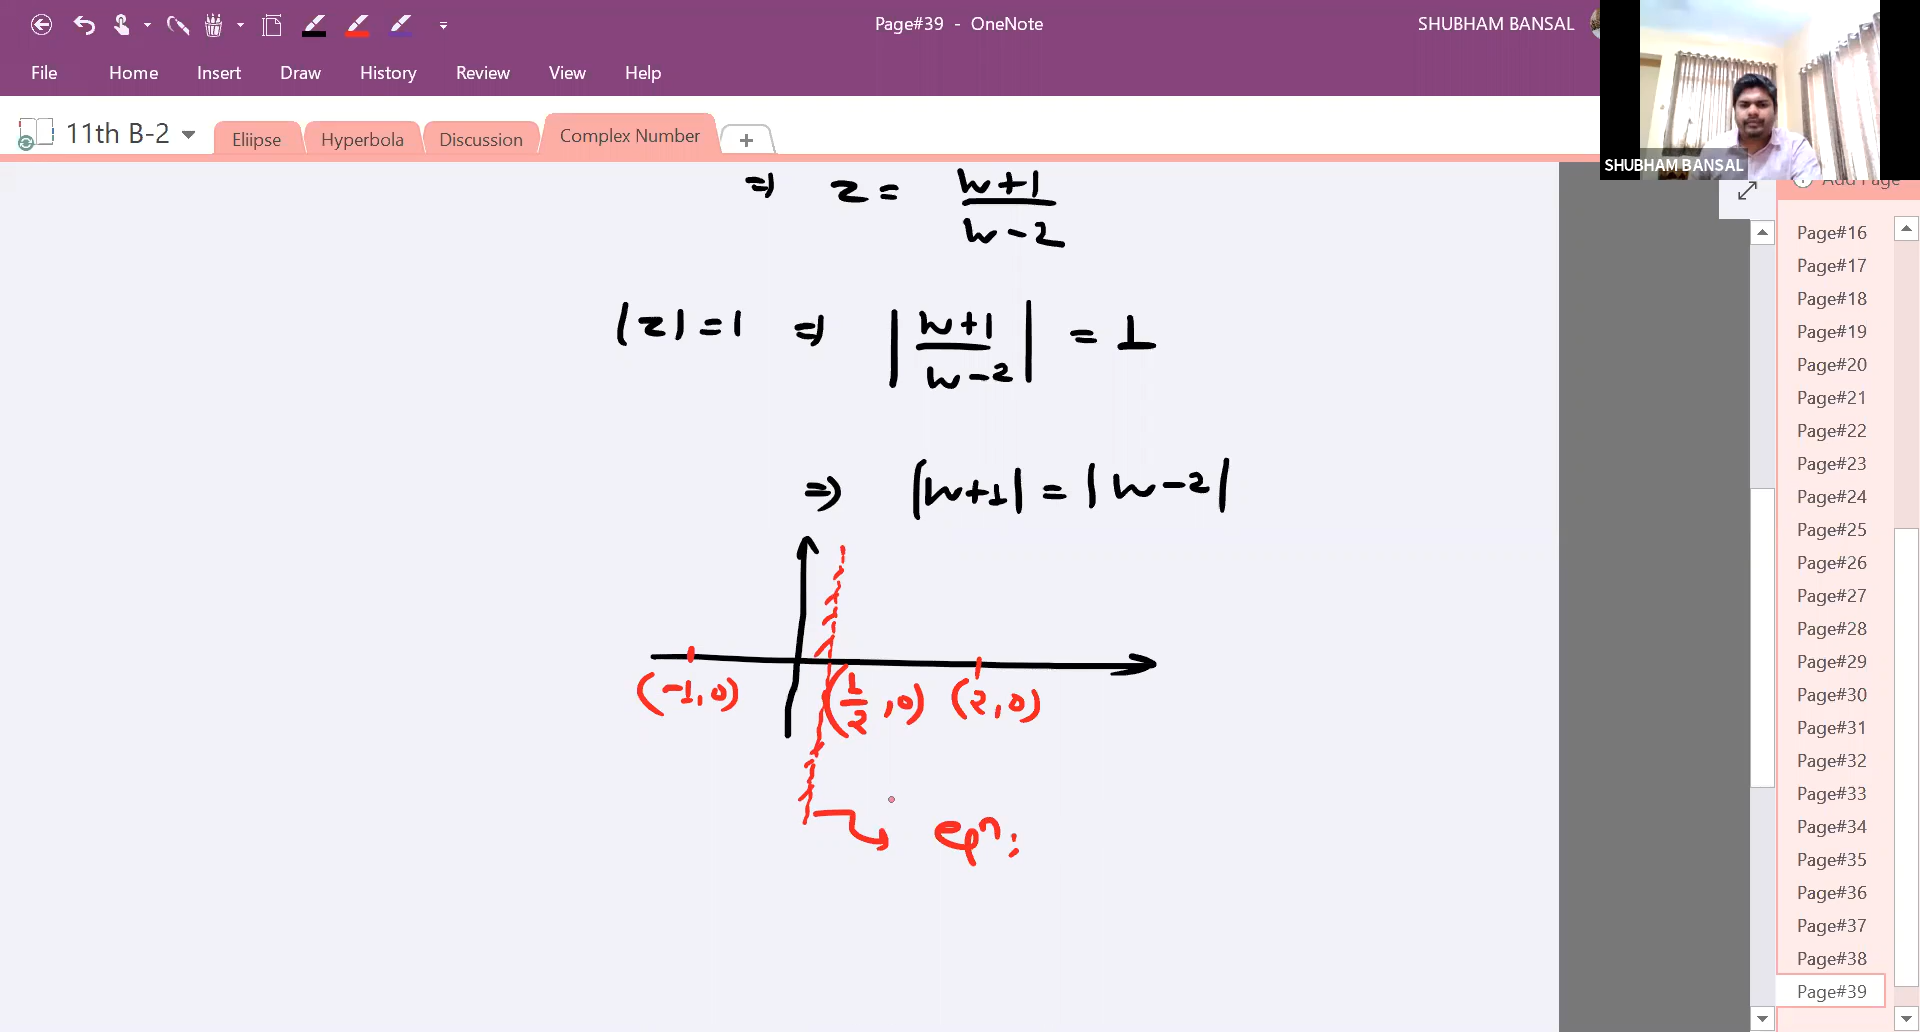 Page#39 - OneNote
SHUBHAM BANSAL
File Home Insert Draw History Review View Help
11th B-2
Eliipse Hyperbola Discussion Complex Number +
SHUBHAM BANSAL
Add Page
⇒ z = w+1 / w-2
|z| = 1 ⇒ | w+1 / w-2 | = 1
⇒ |w+1| = |w-2|
(-1,0) (1/2,0) (2,0)
eqn:
Page#16
Page#17
Page#18
Page#19
Page#20
Page#21
Page#22
Page#23
Page#24
Page#25
Page#26
Page#27
Page#28
Page#29
Page#30
Page#31
Page#32
Page#33
Page#34
Page#35
Page#36
Page#37
Page#38
Page#39